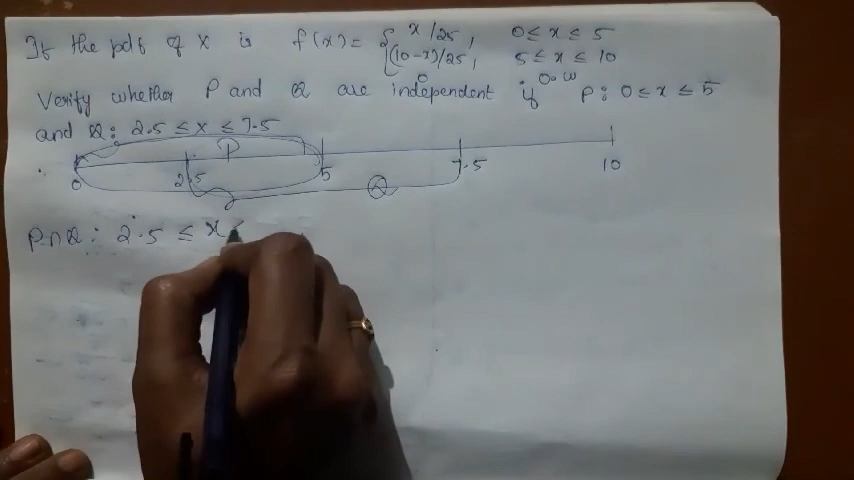 If the pdf of X is f(x) = { x/25, 0 ≤ x ≤ 5
(10-x)/25, 5 ≤ x ≤ 10
0 o.w
Verify whether P and Q are independent if P: 0 ≤ x ≤ 5
and Q: 2.5 ≤ x ≤ 7.5
P
0 2.5 5 7.5 10
Q
P∩Q: 2.5 ≤ x ≤